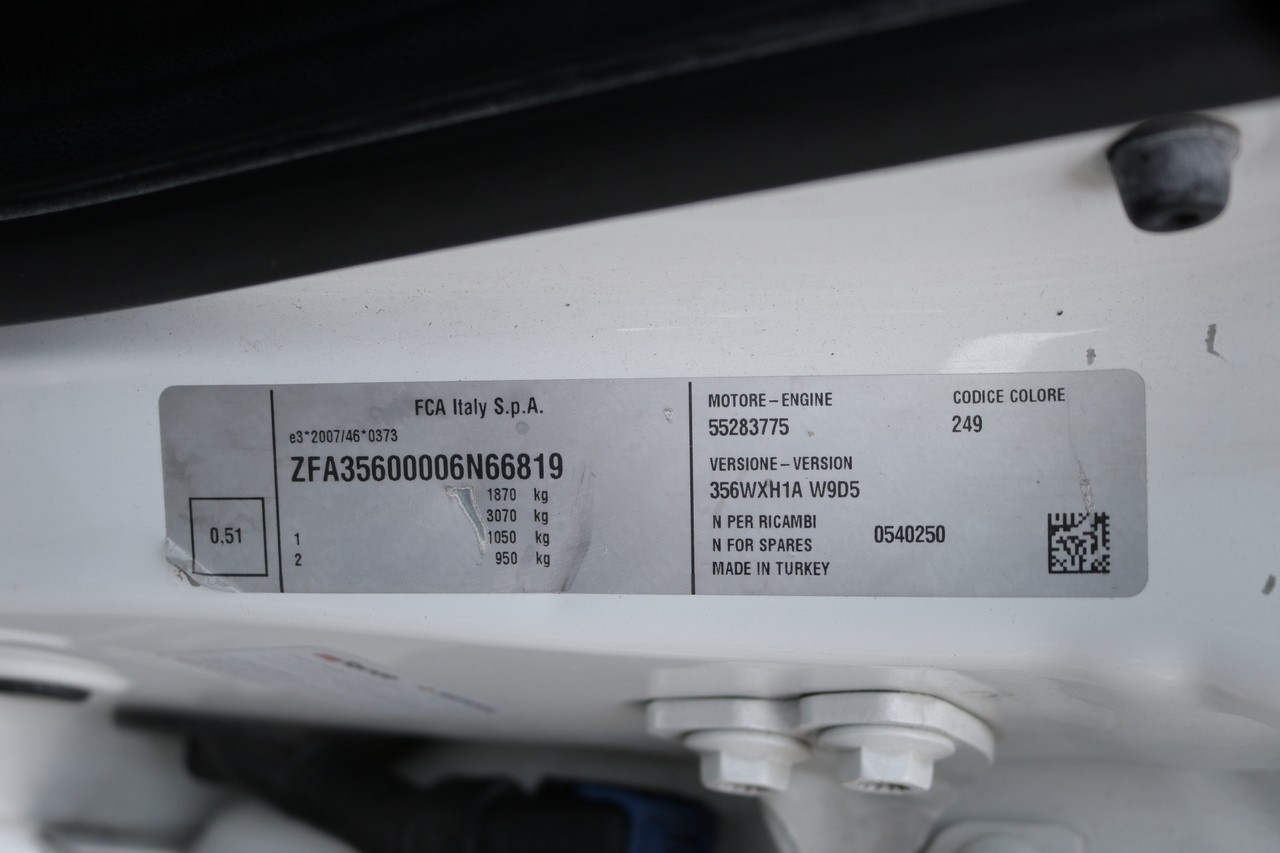 FCA Italy S.p.A.
e3*2007/46*0373
ZFA35600006N66819
1870 kg
3070 kg
1 1050 kg
2 950 kg
0.51
MOTORE – ENGINE
55283775
CODICE COLORE
249
VERSIONE – VERSION
356WXH1A W9D5
N PER RICAMBI
N FOR SPARES
0540250
MADE IN TURKEY